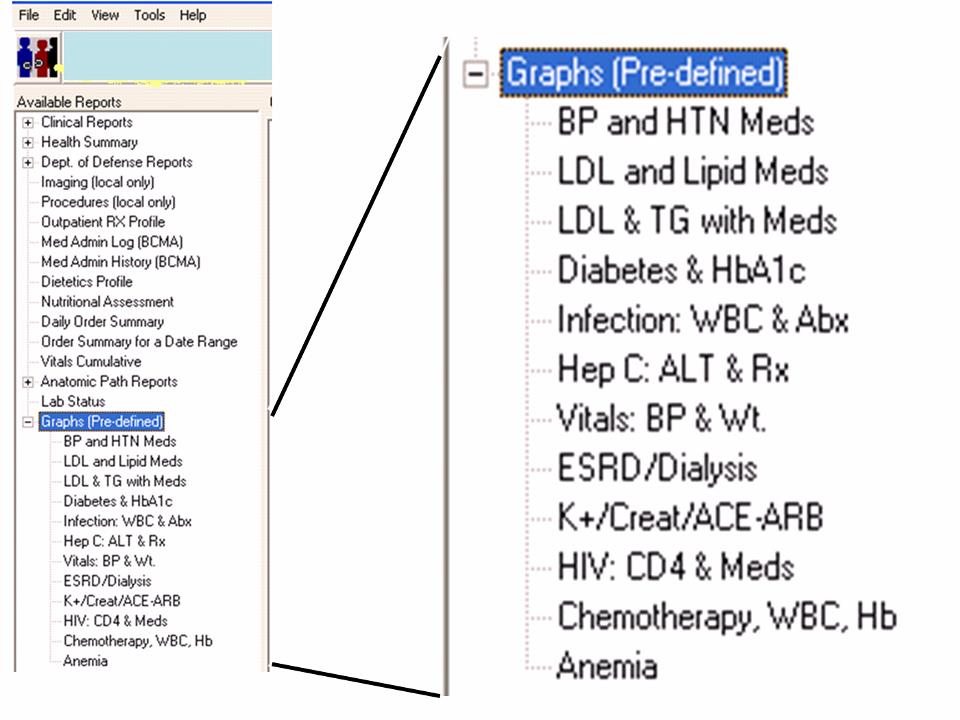 File Edit View Tools Help
Available Reports
Clinical Reports
Health Summary
Dept. of Defense Reports
Imaging (local only)
Procedures (local only)
Outpatient RX Profile
Med Admin Log (BCMA)
Med Admin History (BCMA)
Dietetics Profile
Nutritional Assessment
Daily Order Summary
Order Summary for a Date Range
Vitals Cumulative
Anatomic Path Reports
Lab Status
Graphs (Pre-defined)
BP and HTN Meds
LDL and Lipid Meds
LDL & TG with Meds
Diabetes & HbA1c
Infection: WBC & Abx
Hep C: ALT & Rx
Vitals: BP & Wt.
ESRD/Dialysis
K+/Creat/ACE-ARB
HIV: CD4 & Meds
Chemotherapy, WBC, Hb
Anemia
Graphs (Pre-defined)
BP and HTN Meds
LDL and Lipid Meds
LDL & TG with Meds
Diabetes & HbA1c
Infection: WBC & Abx
Hep C: ALT & Rx
Vitals: BP & Wt.
ESRD/Dialysis
K+/Creat/ACE-ARB
HIV: CD4 & Meds
Chemotherapy, WBC, Hb
Anemia